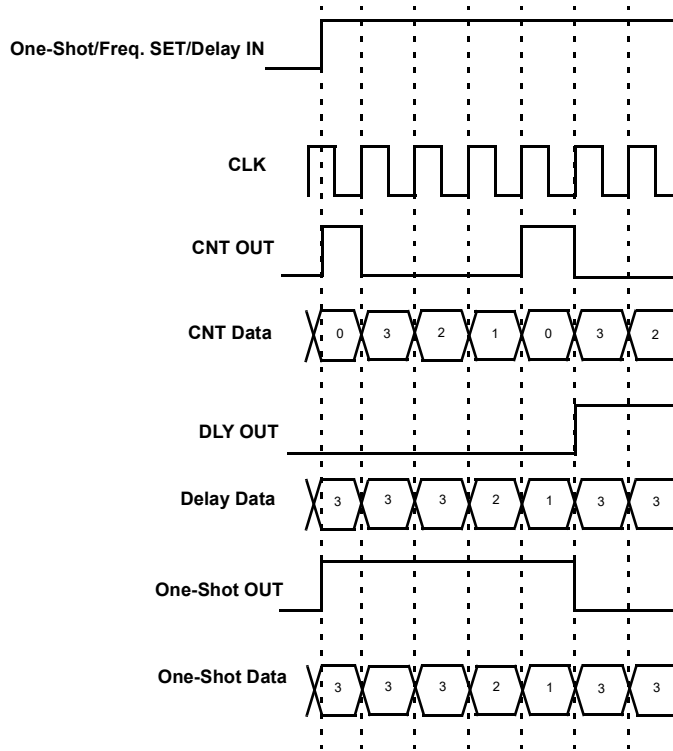 One-Shot/Freq. SET/Delay IN
CLK
CNT OUT
CNT Data 0 3 2 1 0 3 2
DLY OUT
Delay Data 3 3 3 2 1 3 3
One-Shot OUT
One-Shot Data 3 3 3 2 1 3 3